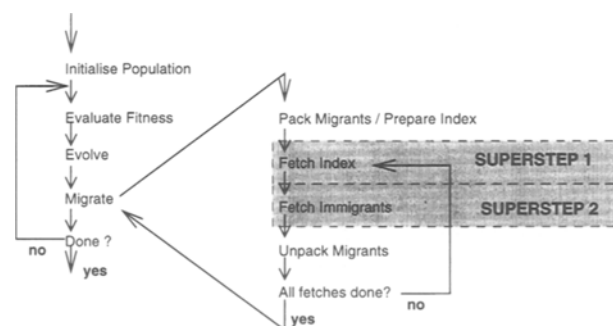 Initialise Population
Evaluate Fitness
Evolve
Migrate
Done ?
no
yes
Pack Migrants / Prepare Index
Fetch Index
SUPERSTEP 1
Fetch Immigrants
SUPERSTEP 2
Unpack Migrants
All fetches done?
no
yes